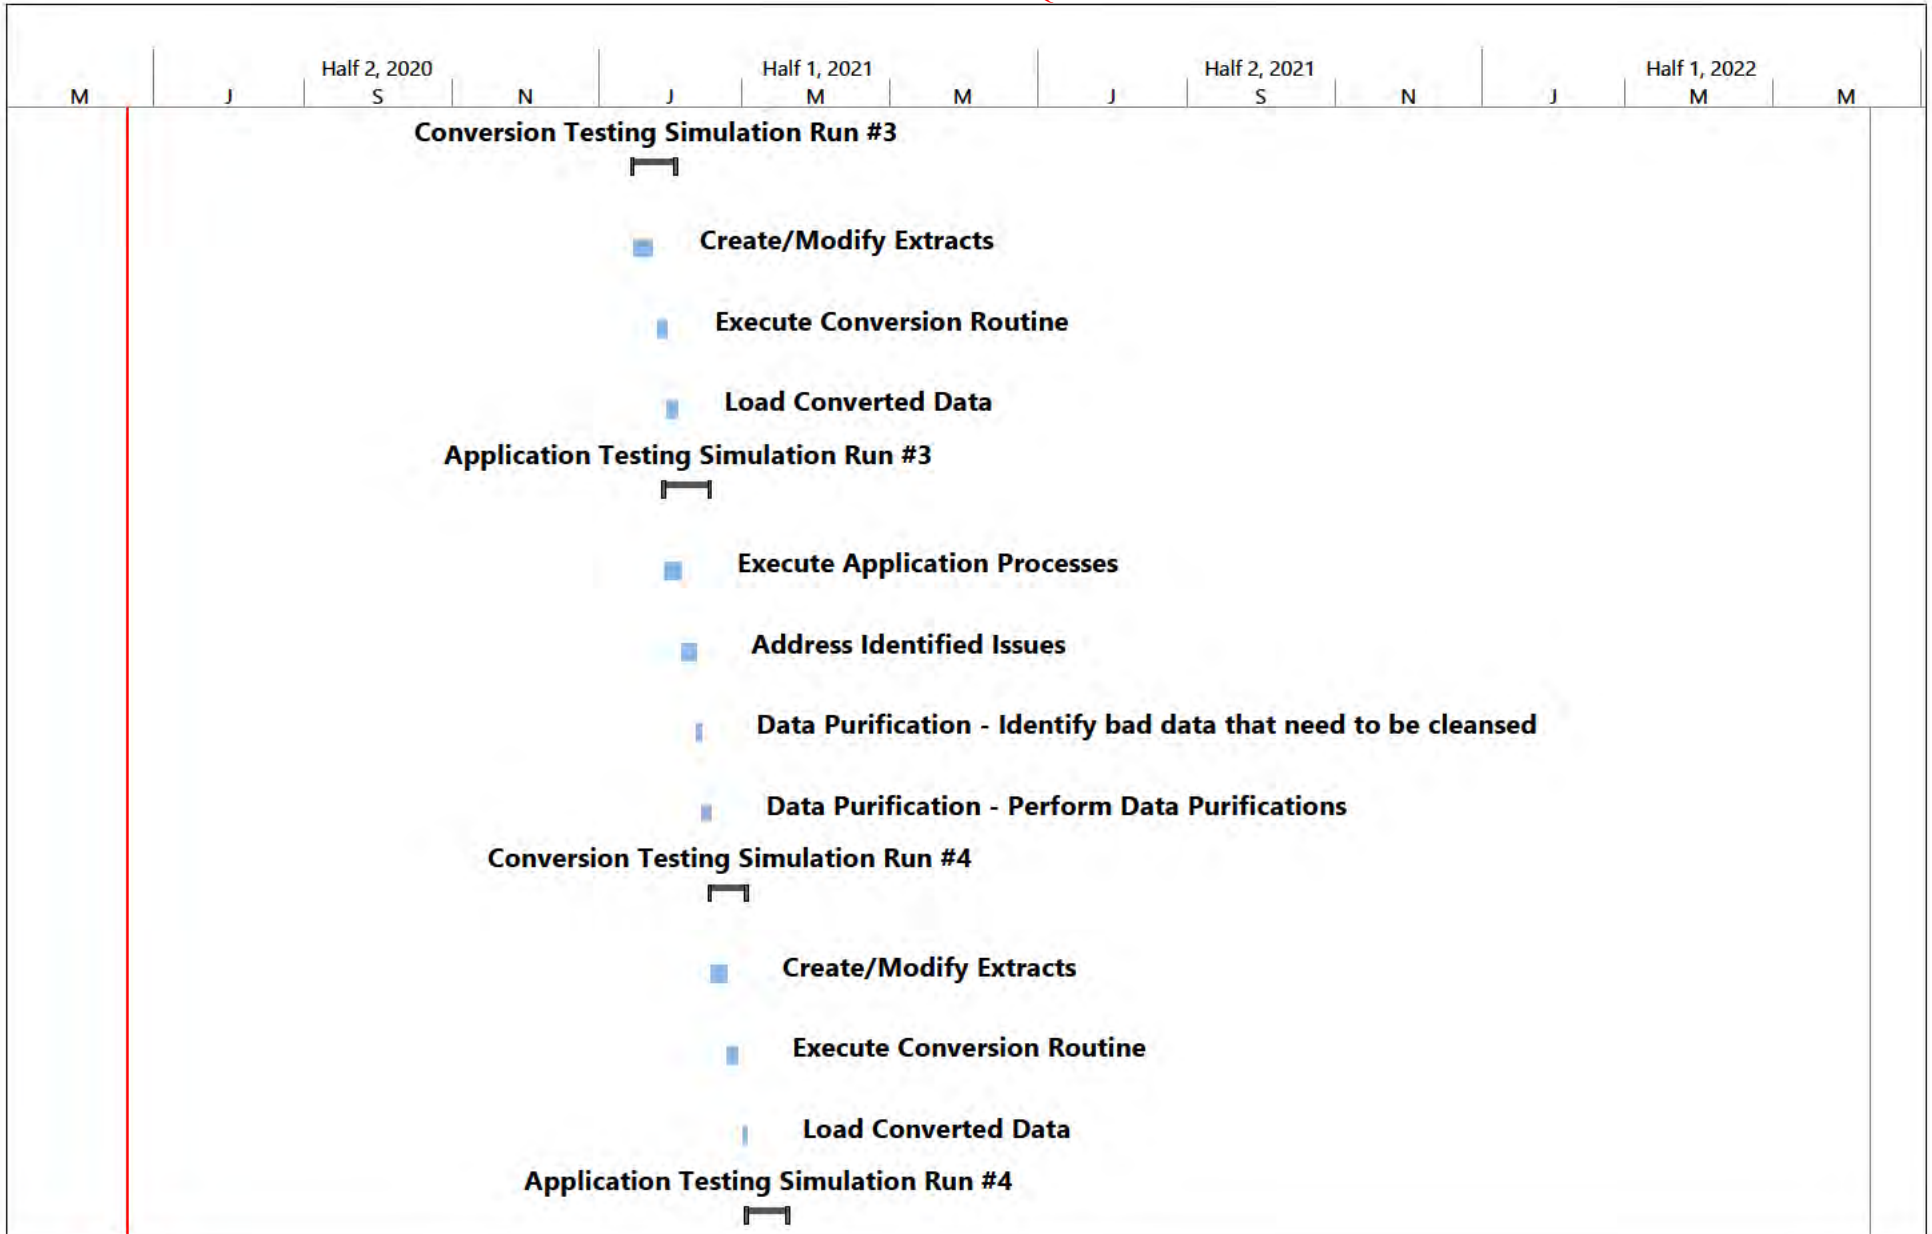 Half 2, 2020 Half 1, 2021 Half 2, 2021 Half 1, 2022
M J S N J M M J S N J M M
Conversion Testing Simulation Run #3
Create/Modify Extracts
Execute Conversion Routine
Load Converted Data
Application Testing Simulation Run #3
Execute Application Processes
Address Identified Issues
Data Purification - Identify bad data that need to be cleansed
Data Purification - Perform Data Purifications
Conversion Testing Simulation Run #4
Create/Modify Extracts
Execute Conversion Routine
Load Converted Data
Application Testing Simulation Run #4